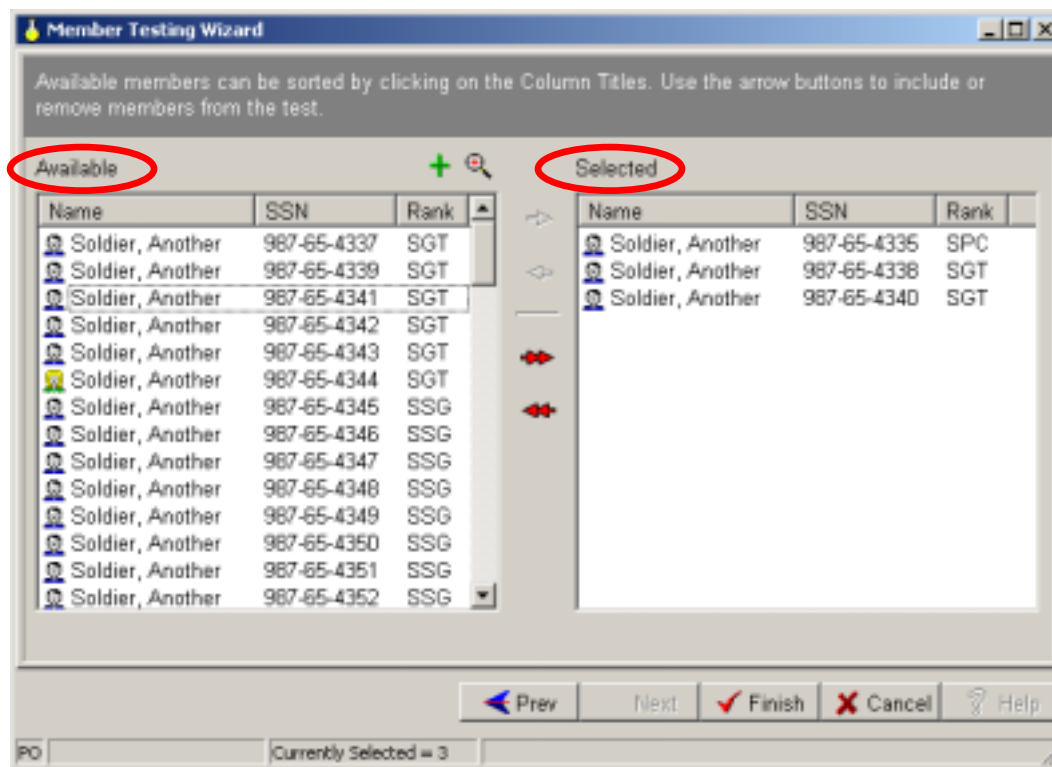 Member Testing Wizard
Available members can be sorted by clicking on the Column Titles. Use the arrow buttons to include or
remove members from the test.
Available
Name SSN Rank
Soldier, Another 987-65-4337 SGT
Soldier, Another 987-65-4339 SGT
Soldier, Another 987-65-4341 SGT
Soldier, Another 987-65-4342 SGT
Soldier, Another 987-65-4343 SGT
Soldier, Another 987-65-4344 SGT
Soldier, Another 987-65-4345 SSG
Soldier, Another 987-65-4346 SSG
Soldier, Another 987-65-4347 SSG
Soldier, Another 987-65-4348 SSG
Soldier, Another 987-65-4349 SSG
Soldier, Another 987-65-4350 SSG
Soldier, Another 987-65-4351 SSG
Soldier, Another 987-65-4352 SSG
Selected
Name SSN Rank
Soldier, Another 987-65-4335 SPC
Soldier, Another 987-65-4338 SGT
Soldier, Another 987-65-4340 SGT
Prev Next Finish Cancel Help
PO Currently Selected = 3